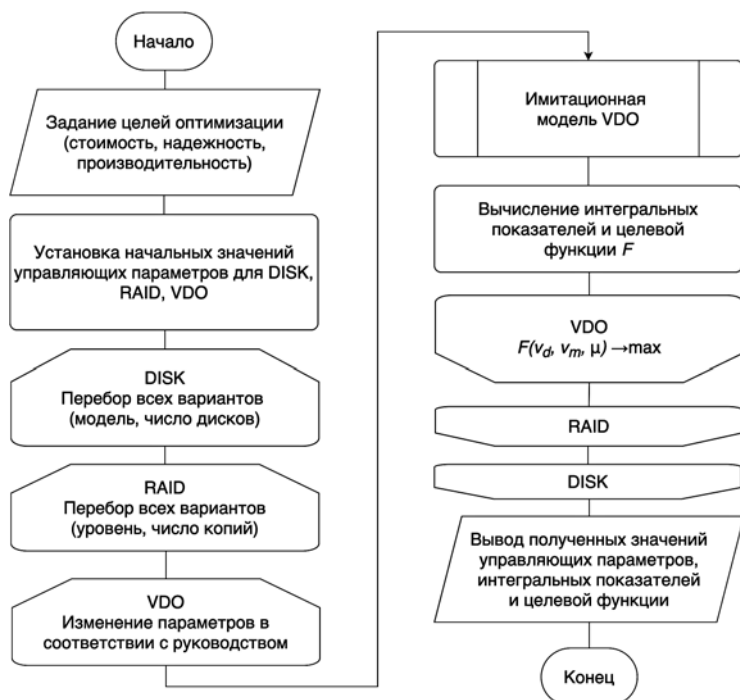 Начало
Задание целей оптимизации
(стоимость, надежность,
производительность)
Установка начальных значений
управляющих параметров для DISK,
RAID, VDO
DISK
Перебор всех вариантов
(модель, число дисков)
RAID
Перебор всех вариантов
(уровень, число копий)
VDO
Изменение параметров в
соответствии с руководством
Имитационная
модель VDO
Вычисление интегральных
показателей и целевой
функции F
VDO
F(v_d, v_m, μ) →max
RAID
DISK
Вывод полученных значений
управляющих параметров,
интегральных показателей
и целевой функции
Конец